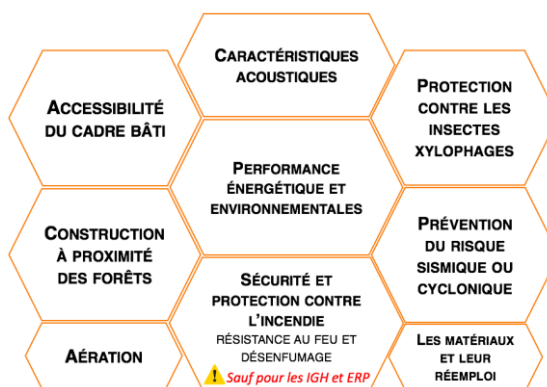 CARACTÉRISTIQUES
ACOUSTIQUES
ACCESSIBILITÉ
DU CADRE BÂTI
PROTECTION
CONTRE LES
INSECTES
XYLOPHAGES
PERFORMANCE
ÉNERGÉTIQUE ET
ENVIRONNEMENTALES
CONSTRUCTION
À PROXIMITÉ
DES FORÊTS
PRÉVENTION
DU RISQUE
SISMIQUE OU
CYCLONIQUE
SÉCURITÉ ET
PROTECTION CONTRE
L'INCENDIE
RÉSISTANCE AU FEU ET
DÉSENFUMAGE
Sauf pour les IGH et ERP
AÉRATION
LES MATÉRIAUX
ET LEUR
RÉEMPLOI